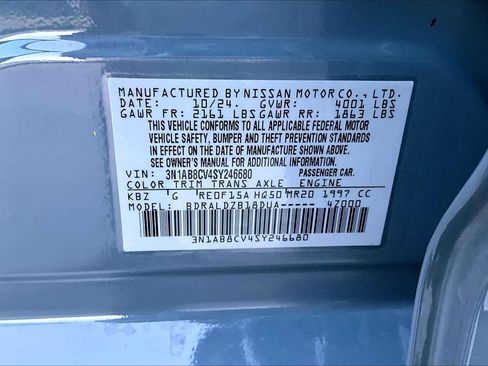 MANUFACTURED BY NISSAN MOTOR CO., LTD.
DATE: 10/24. GVWR: 4001 LBS
GAWR FR: 2161 LBS GAWR RR: 1863 LBS
THIS VEHICLE CONFORMS TO ALL APPLICABLE FEDERAL MOTOR
VEHICLE SAFETY, BUMPER AND THEFT PREVENTION STANDARDS
IN EFFECT ON THE DATE OF MANUFACTURE SHOWN ABOVE.
SEE OWNER'S MANUAL FOR ADDITIONAL INFORMATION.
VIN: 3N1AB8CV4SY246680 PASSENGER CAR.
COLOR TRIM TRANS AXLE ENGINE
KBZ G RE0F15A HG50 MR20 1997 CC
MODEL: BDRALDZB18DUA----- 4Z000
3N1AB8CV4SY246680